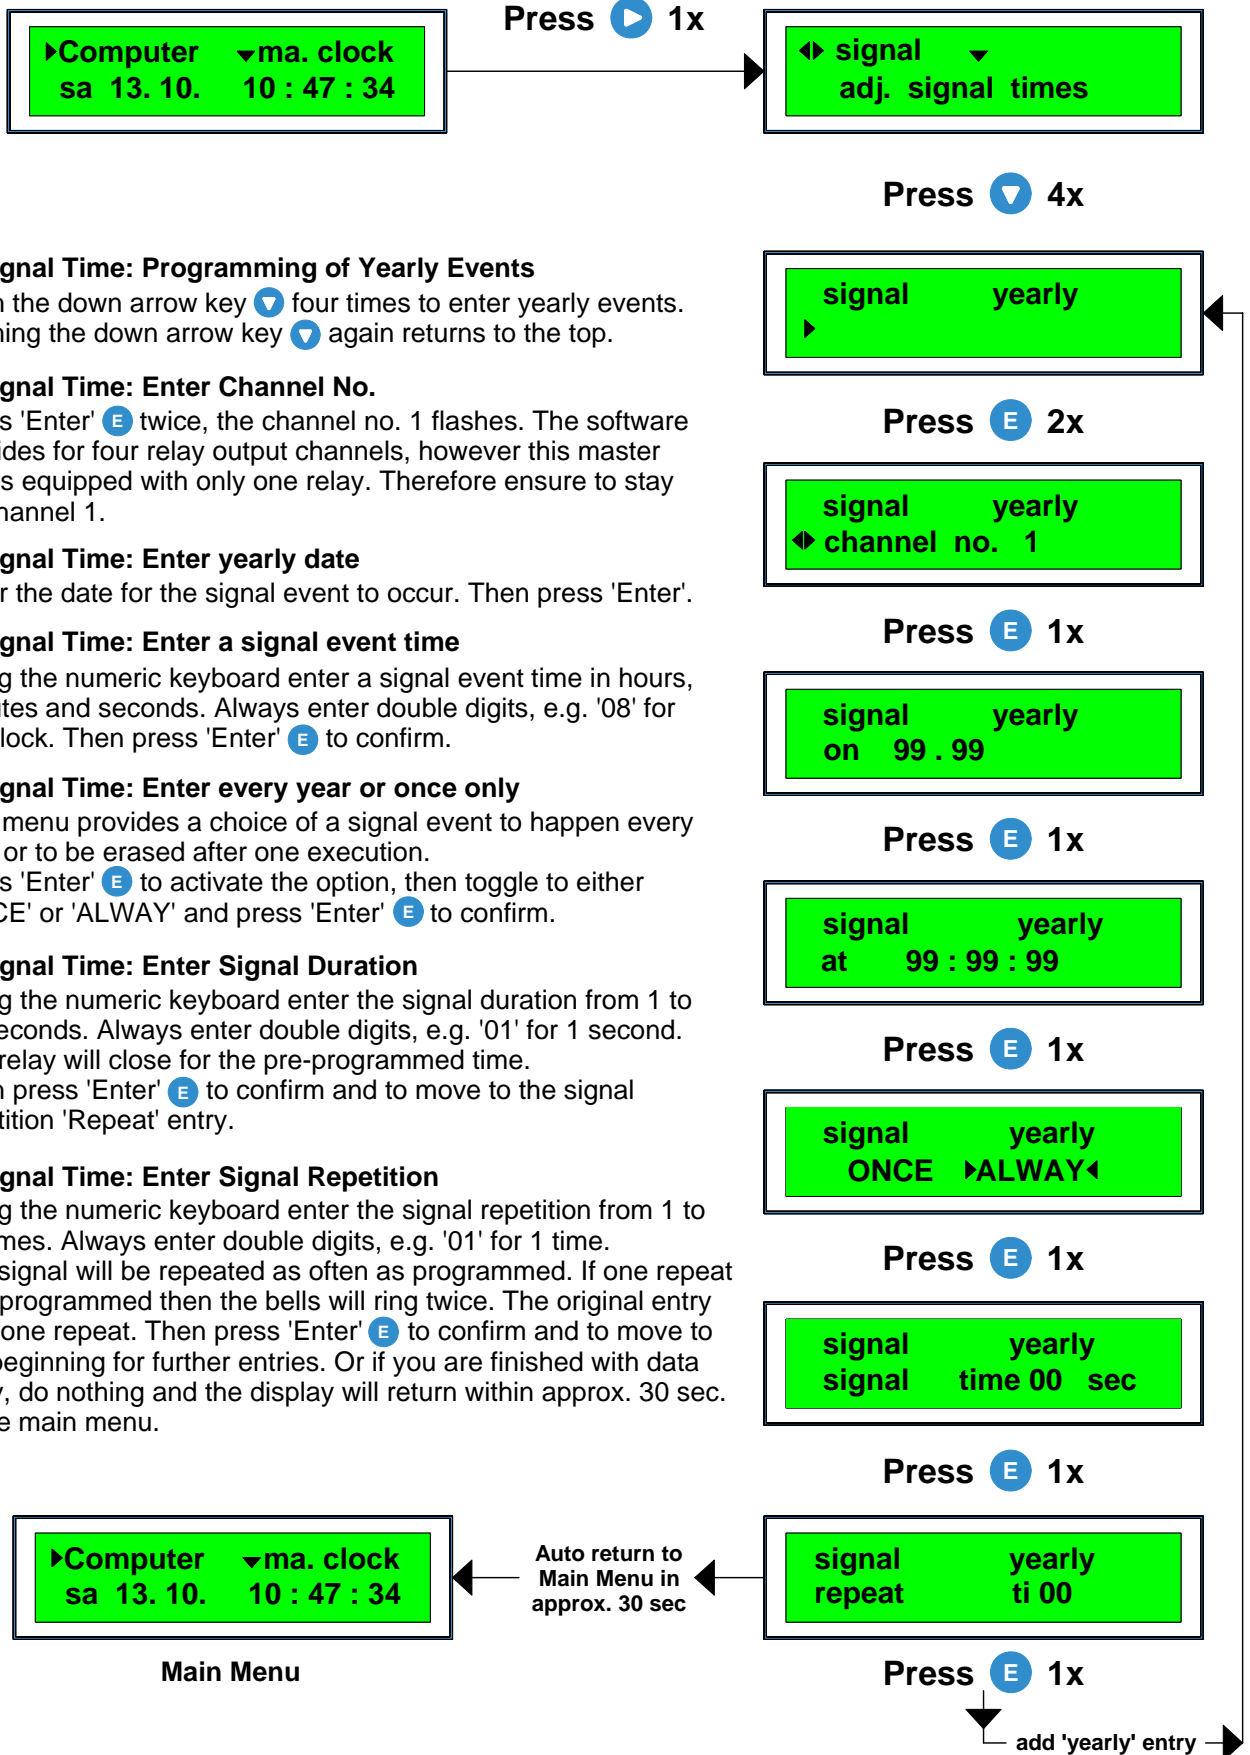 Press 1x
Computer ma. clock
sa 13. 10. 10 : 47 : 34
signal
adj. signal times
Press 4x
gnal Time: Programming of Yearly Events
n the down arrow key four times to enter yearly events.
ning the down arrow key again returns to the top.
signal yearly
gnal Time: Enter Channel No.
s 'Enter' E twice, the channel no. 1 flashes. The software
ides for four relay output channels, however this master
s equipped with only one relay. Therefore ensure to stay
hannel 1.
Press E 2x
signal yearly
channel no. 1
gnal Time: Enter yearly date
r the date for the signal event to occur. Then press 'Enter'.
Press E 1x
gnal Time: Enter a signal event time
g the numeric keyboard enter a signal event time in hours,
utes and seconds. Always enter double digits, e.g. '08' for
lock. Then press 'Enter' E to confirm.
signal yearly
on 99 . 99
gnal Time: Enter every year or once only
menu provides a choice of a signal event to happen every
or to be erased after one execution.
s 'Enter' E to activate the option, then toggle to either
CE' or 'ALWAY' and press 'Enter' E to confirm.
Press E 1x
signal yearly
at 99 : 99 : 99
gnal Time: Enter Signal Duration
g the numeric keyboard enter the signal duration from 1 to
econds. Always enter double digits, e.g. '01' for 1 second.
relay will close for the pre-programmed time.
n press 'Enter' E to confirm and to move to the signal
tition 'Repeat' entry.
Press E 1x
signal yearly
ONCE ALWAY
gnal Time: Enter Signal Repetition
g the numeric keyboard enter the signal repetition from 1 to
mes. Always enter double digits, e.g. '01' for 1 time.
signal will be repeated as often as programmed. If one repeat
programmed then the bells will ring twice. The original entry
one repeat. Then press 'Enter' E to confirm and to move to
beginning for further entries. Or if you are finished with data
y, do nothing and the display will return within approx. 30 sec.
e main menu.
Press E 1x
signal yearly
signal time 00 sec
Press E 1x
Computer ma. clock
sa 13. 10. 10 : 47 : 34
Main Menu
Auto return to
Main Menu in
approx. 30 sec
signal yearly
repeat ti 00
Press E 1x
add 'yearly' entry